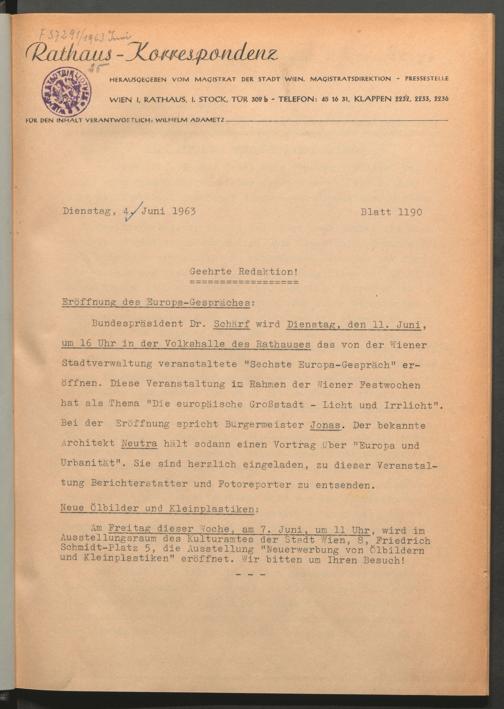 F 57291/1963 Juni
Rathaus-Korrespondenz
25
HERAUSGEGEBEN VOM MAGISTRAT DER STADT WIEN, MAGISTRATSDIREKTION - PRESSESTELLE
WIEN I, RATHAUS, 1. STOCK, TÜR 309 b - TELEFON: 45 16 31, KLAPPEN 2232, 2233, 2236
FÜR DEN INHALT VERANTWORTLICH: WILHELM ADAMETZ
Dienstag, 4. Juni 1963 Blatt 1190
Geehrte Redaktion!
==================
Eröffnung des Europa-Gespräches:
Bundespräsident Dr. Schärf wird Dienstag, den 11. Juni,
um 16 Uhr in der Volkshalle des Rathauses das von der Wiener
Stadtverwaltung veranstaltete "Sechste Europa-Gespräch" er-
öffnen. Diese Veranstaltung im Rahmen der Wiener Festwochen
hat als Thema "Die europäische Großstadt - Licht und Irrlicht".
Bei der Eröffnung spricht Bürgermeister Jonas. Der bekannte
Architekt Neutra hält sodann einen Vortrag über "Europa und
Urbanität". Sie sind herzlich eingeladen, zu dieser Veranstal-
tung Berichterstatter und Fotoreporter zu entsenden.
Neue Ölbilder und Kleinplastiken:
Am Freitag dieser Woche, am 7. Juni, um 11 Uhr, wird im
Ausstellungsraum des Kulturamtes der Stadt Wien, 8, Friedrich
Schmidt-Platz 5, die Ausstellung "Neuerwerbung von Ölbildern
und Kleinplastiken" eröffnet. Wir bitten um Ihren Besuch!
- - -